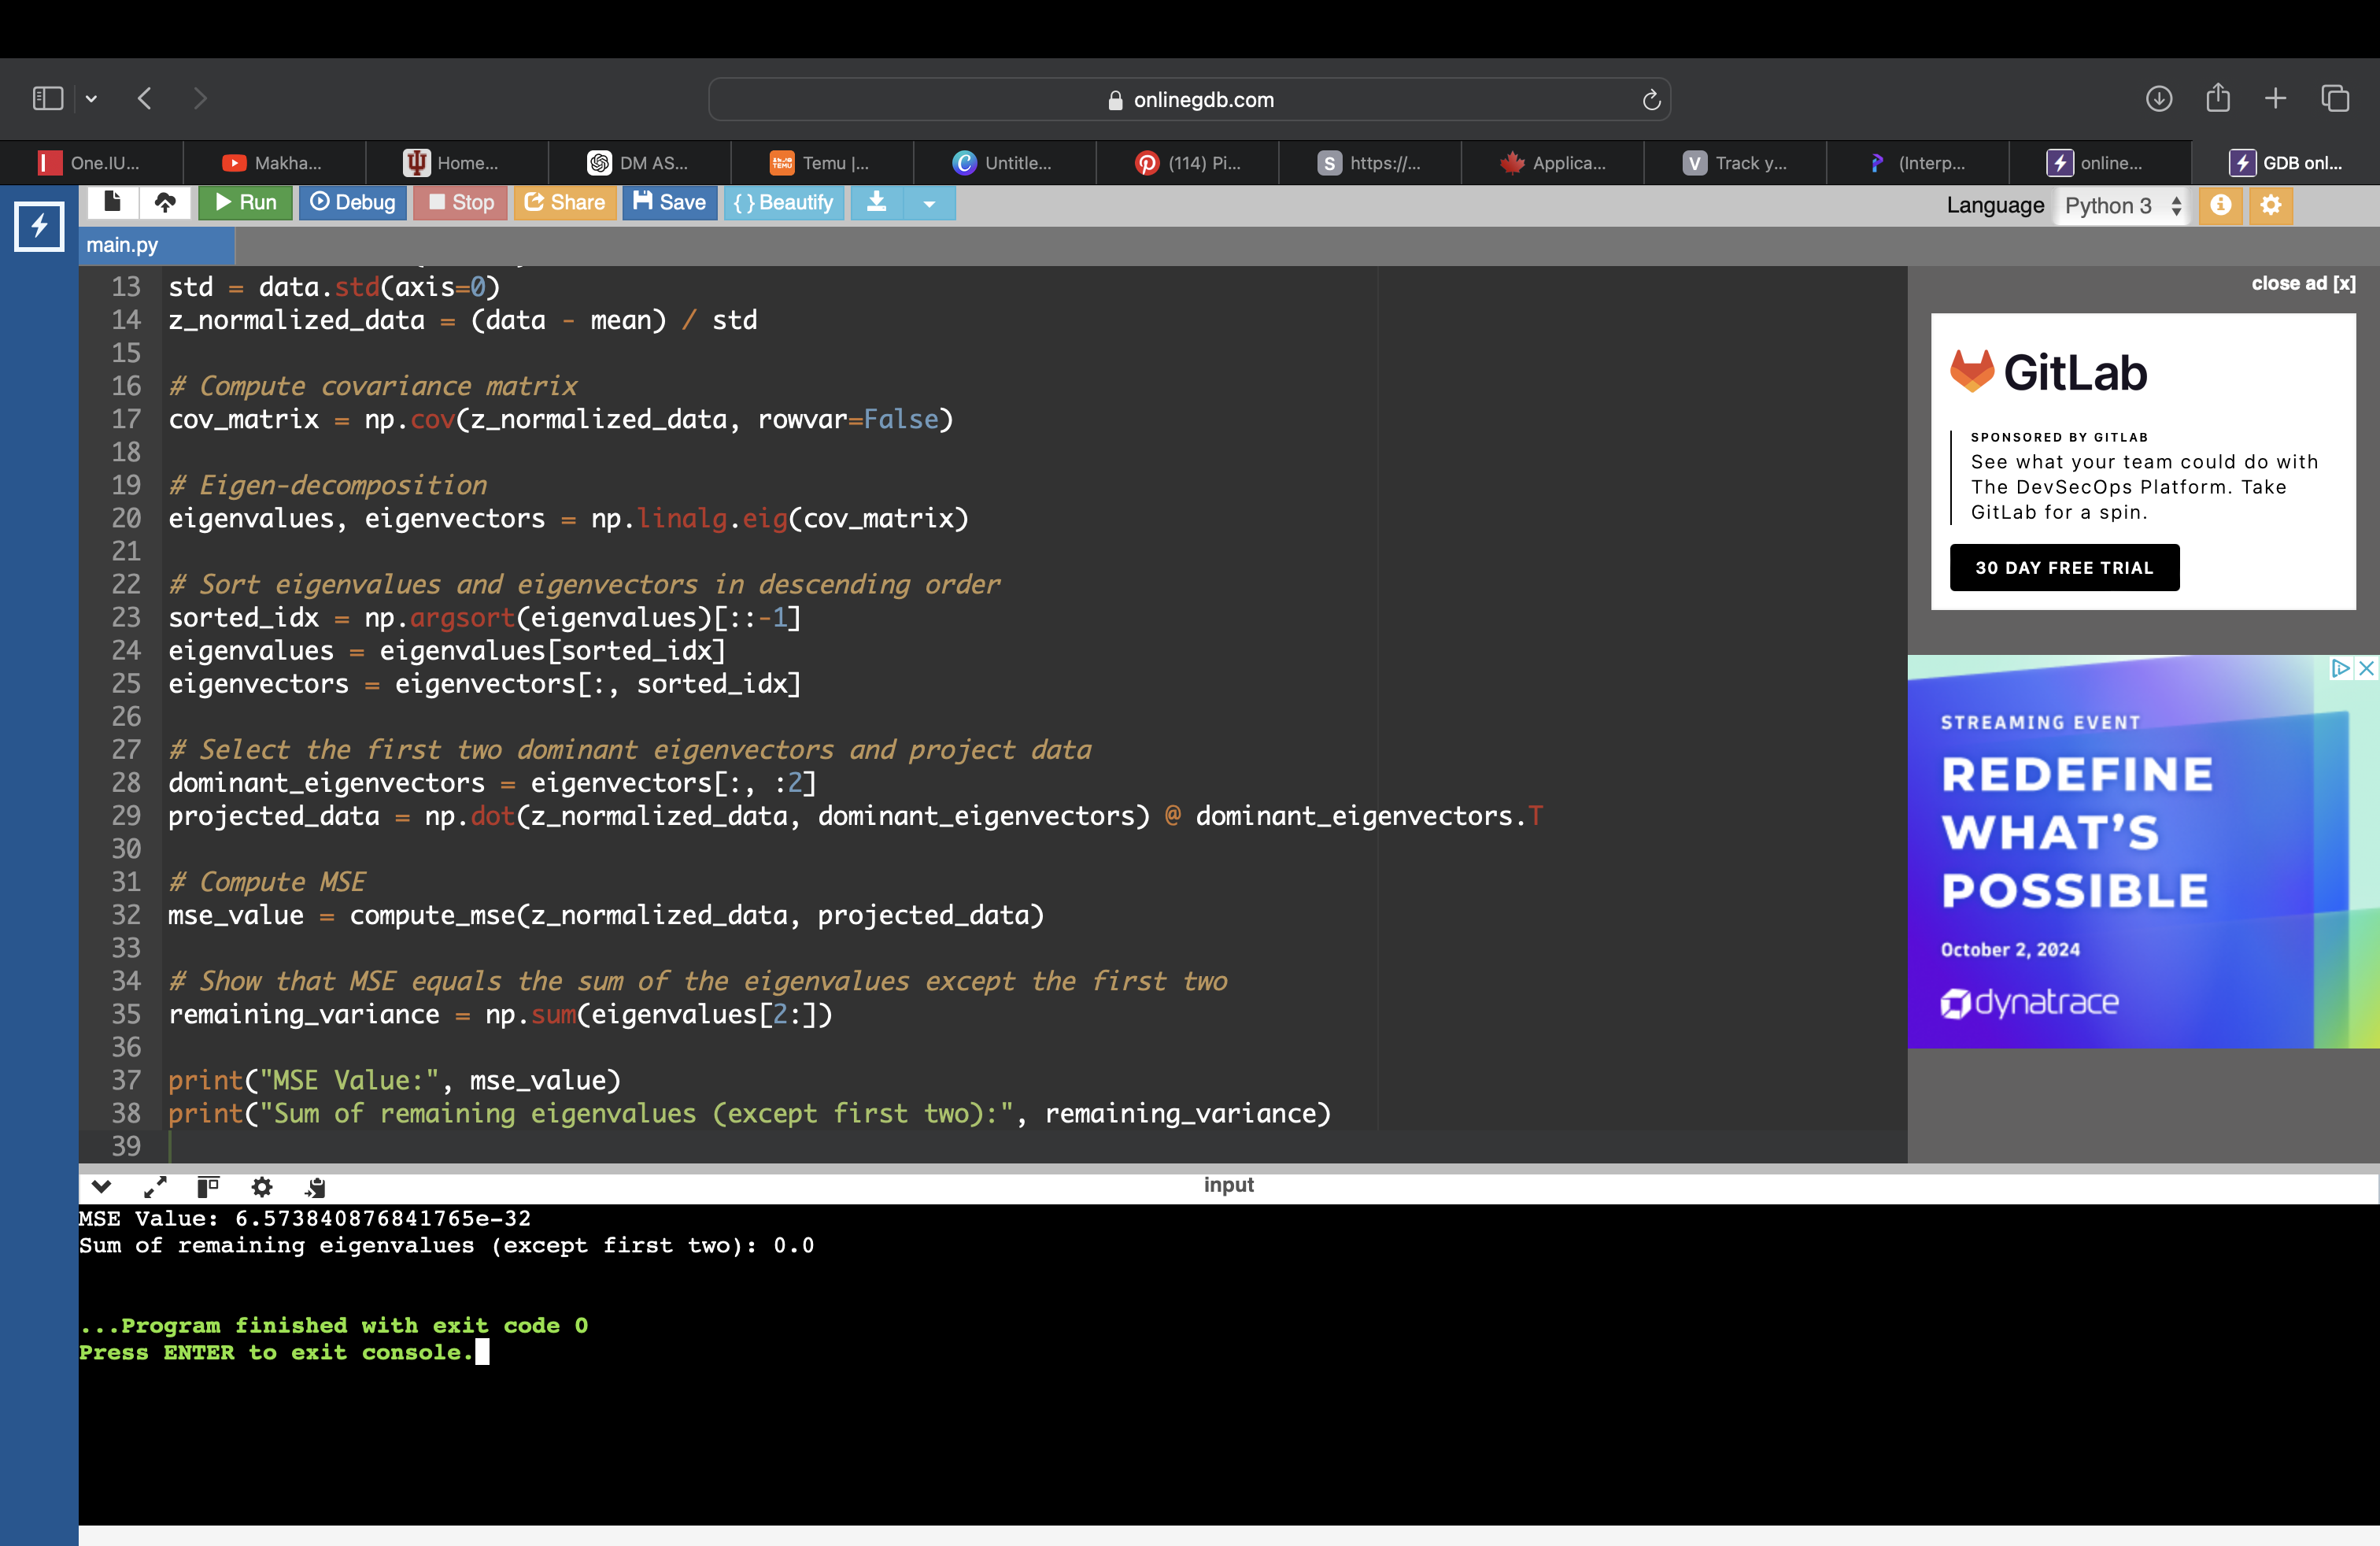 onlinegdb.com
One.IU...
Makha...
Home...
DM AS...
Temu |...
Untitle...
(114) Pi...
https://...
Applica...
Track y...
(Interp...
online...
GDB onl...
Run
Debug
Stop
Share
Save
{ } Beautify
Language
Python 3
main.py
13 std = data.std(axis=0)
14 z_normalized_data = (data - mean) / std
15
16 # Compute covariance matrix
17 cov_matrix = np.cov(z_normalized_data, rowvar=False)
18
19 # Eigen-decomposition
20 eigenvalues, eigenvectors = np.linalg.eig(cov_matrix)
21
22 # Sort eigenvalues and eigenvectors in descending order
23 sorted_idx = np.argsort(eigenvalues)[::-1]
24 eigenvalues = eigenvalues[sorted_idx]
25 eigenvectors = eigenvectors[:, sorted_idx]
26
27 # Select the first two dominant eigenvectors and project data
28 dominant_eigenvectors = eigenvectors[:, :2]
29 projected_data = np.dot(z_normalized_data, dominant_eigenvectors) @ dominant_eigenvectors.T
30
31 # Compute MSE
32 mse_value = compute_mse(z_normalized_data, projected_data)
33
34 # Show that MSE equals the sum of the eigenvalues except the first two
35 remaining_variance = np.sum(eigenvalues[2:])
36
37 print("MSE Value:", mse_value)
38 print("Sum of remaining eigenvalues (except first two):", remaining_variance)
39
close ad [x]
GitLab
SPONSORED BY GITLAB
See what your team could do with
The DevSecOps Platform. Take
GitLab for a spin.
30 DAY FREE TRIAL
STREAMING EVENT
REDEFINE
WHAT'S
POSSIBLE
October 2, 2024
dynatrace
input
MSE Value: 6.573840876841765e-32
Sum of remaining eigenvalues (except first two): 0.0
...Program finished with exit code 0
Press ENTER to exit console.